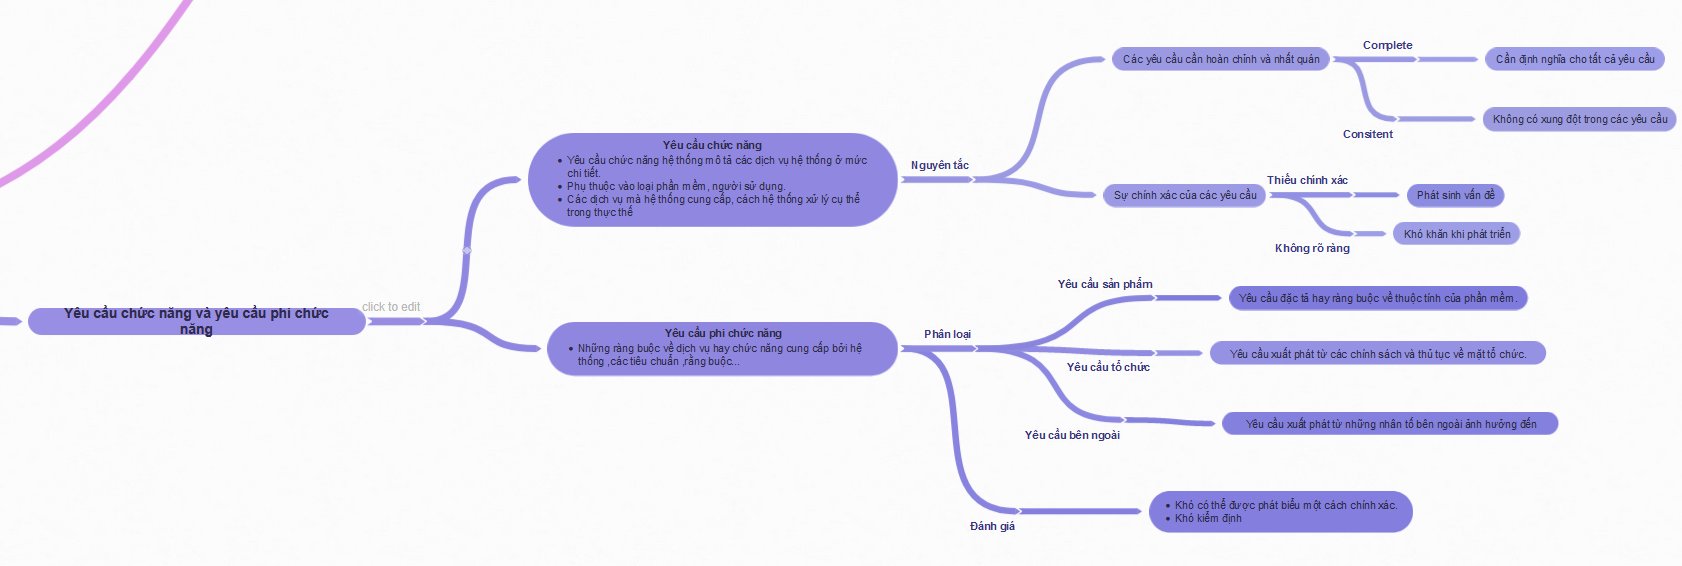 Yêu cầu chức năng và yêu cầu phi chức
năng
click to edit
Yêu cầu chức năng
• Yêu cầu chức năng hệ thống mô tả các dịch vụ hệ thống ở mức
chi tiết.
• Phụ thuộc vào loại phần mềm, người sử dụng.
• Các dịch vụ mà hệ thống cung cấp, cách hệ thống xử lý cụ thể
trong thực thế
Nguyên tắc
Các yêu cầu cần hoàn chỉnh và nhất quán
Complete
Cần định nghĩa cho tất cả yêu cầu
Consitent
Không có xung đột trong các yêu cầu
Sự chính xác của các yêu cầu
Thiếu chính xác
Phát sinh vấn đề
Không rõ ràng
Khó khăn khi phát triển
Yêu cầu phi chức năng
• Những ràng buộc về dịch vụ hay chức năng cung cấp bởi hệ
thống ,các tiêu chuẩn ,rằng buộc...
Phân loại
Yêu cầu sản phẩm
Yêu cầu đặc tả hay ràng buộc về thuộc tính của phần mềm.
Yêu cầu tổ chức
Yêu cầu xuất phát từ các chính sách và thủ tục về mặt tổ chức.
Yêu cầu bên ngoài
Yêu cầu xuất phát từ những nhân tố bên ngoài ảnh hưởng đến
Đánh giá
• Khó có thể được phát biểu một cách chính xác.
• Khó kiểm định